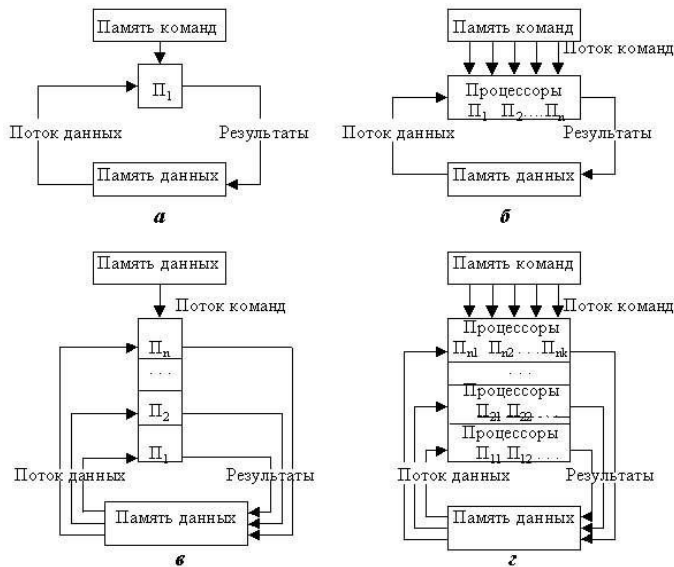 Память команд
П1
Поток данных
Результаты
Память данных
а
Память команд
Поток команд
Процессоры
П1 П2....Пn
Поток данных
Результаты
Память данных
б
Память данных
Поток команд
Пn
...
П2
П1
Поток данных
Результаты
Память данных
в
Память команд
Поток команд
Процессоры
Пn1 Пn2...Пnk
...
Процессоры
П21 П22......
Процессоры
П11 П12...
Поток данных
Результаты
Память данных
г